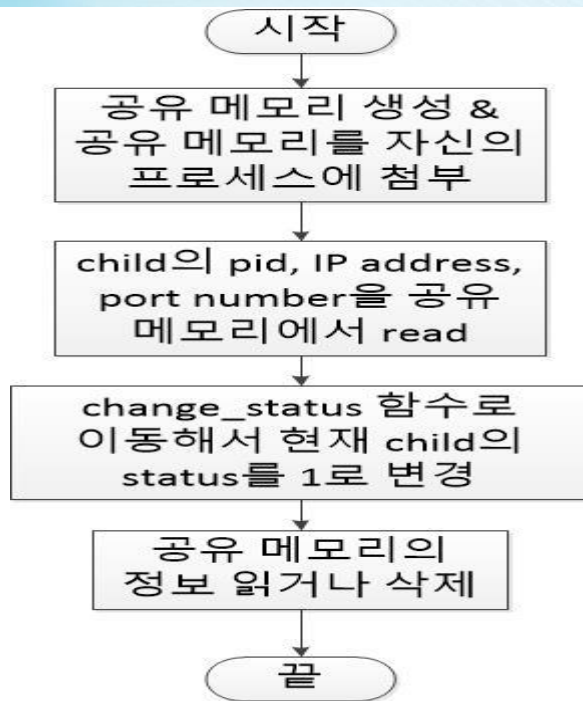 시작
공유 메모리 생성 &
공유 메모리를 자신의
프로세스에 첨부
child의 pid, IP address,
port number을 공유
메모리에서 read
change_status 함수로
이동해서 현재 child의
status를 1로 변경
공유 메모리의
정보 읽거나 삭제
끝